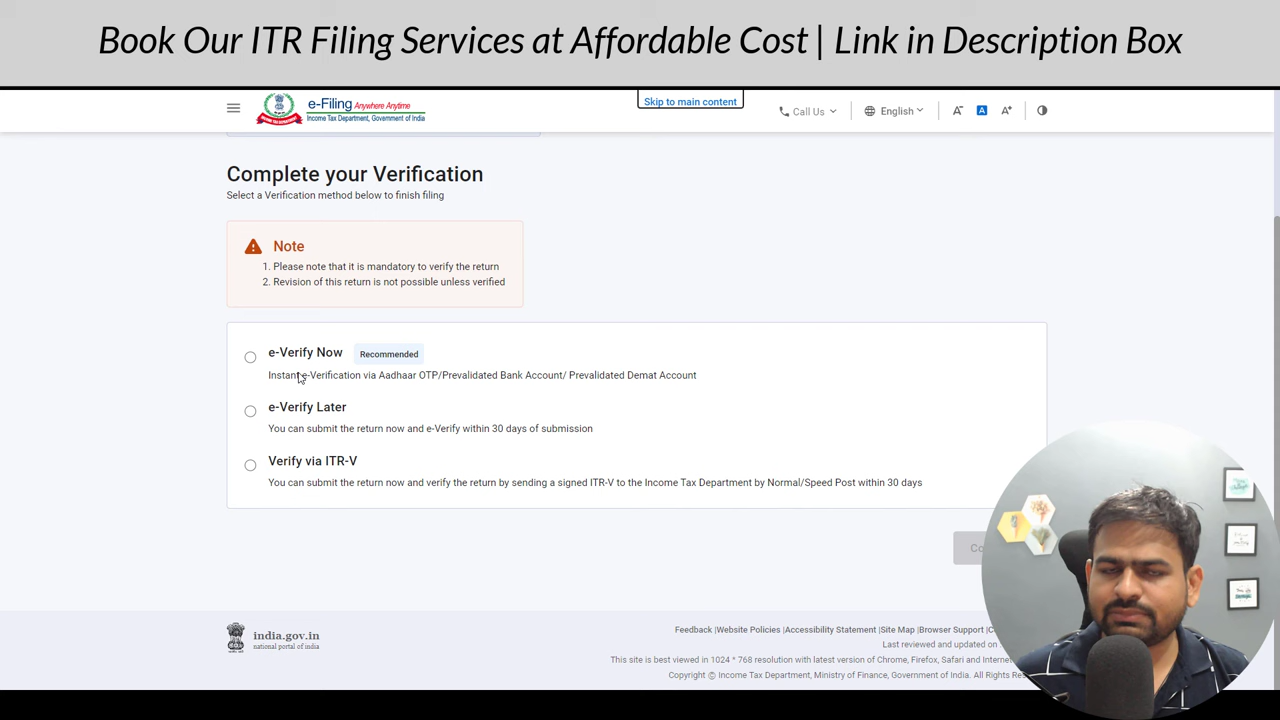 Book Our ITR Filing Services at Affordable Cost | Link in Description Box
e-Filing Anywhere Anytime
Income Tax Department, Government of India
Skip to main content
Call Us
English
A-
A
A+
Complete your Verification
Select a Verification method below to finish filing
Note
1. Please note that it is mandatory to verify the return
2. Revision of this return is not possible unless verified
e-Verify Now Recommended
Instant e-Verification via Aadhaar OTP/Prevalidated Bank Account/ Prevalidated Demat Account
e-Verify Later
You can submit the return now and e-Verify within 30 days of submission
Verify via ITR-V
You can submit the return now and verify the return by sending a signed ITR-V to the Income Tax Department by Normal/Speed Post within 30 days
india.gov.in
national portal of india
Feedback |Website Policies |Accessibility Statement |Site Map |Browser Support |
Last reviewed and updated on
This site is best viewed in 1024 * 768 resolution with latest version of Chrome, Firefox, Safari and
Copyright © Income Tax Department, Ministry of Finance, Government of India. All Rights